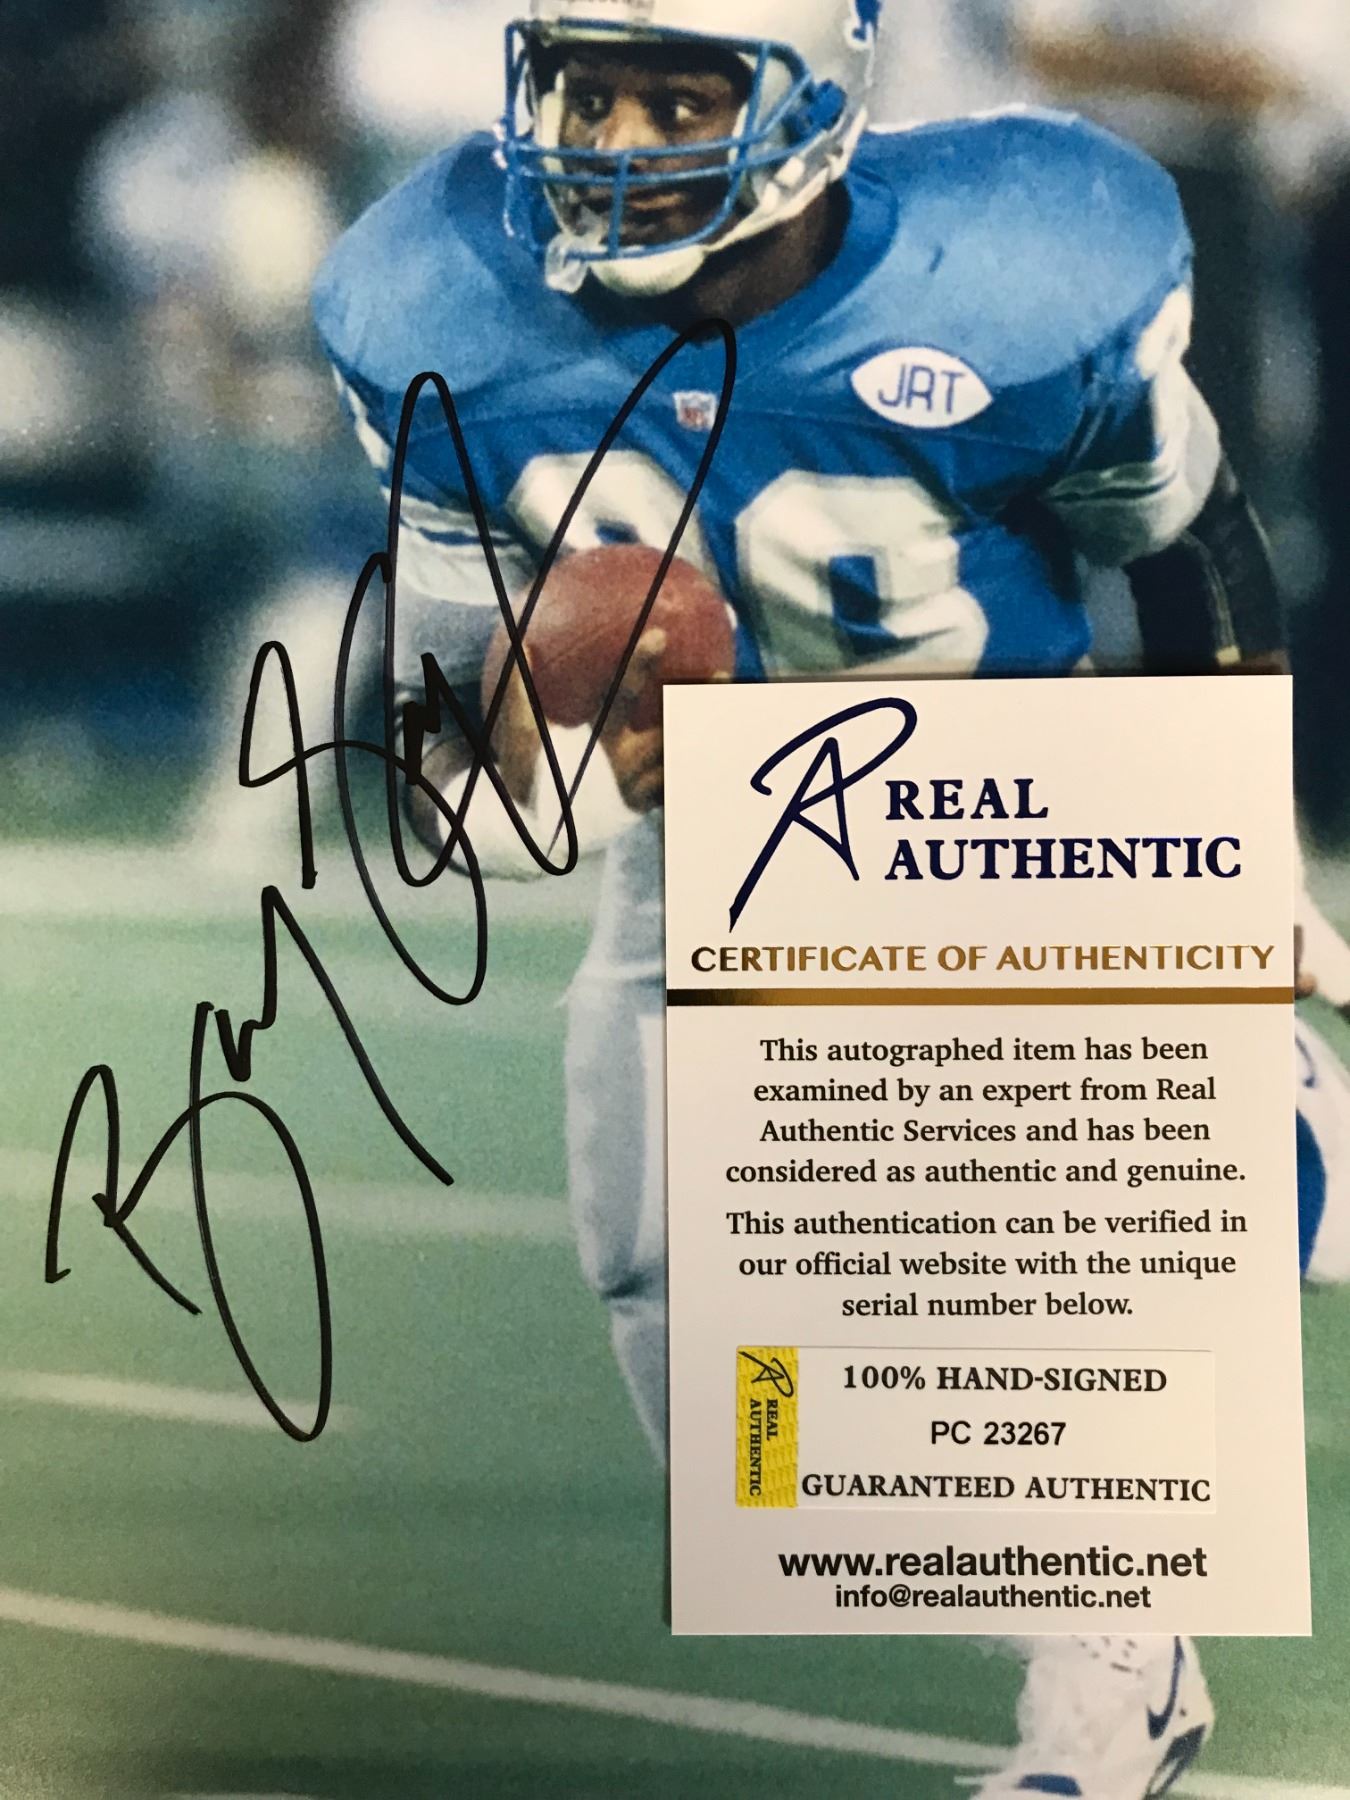 JRT
20
Barry Sanders
REAL
AUTHENTIC
CERTIFICATE OF AUTHENTICITY
This autographed item has been
examined by an expert from Real
Authentic Services and has been
considered as authentic and genuine.
This authentication can be verified in
our official website with the unique
serial number below.
REAL
AUTHENTIC
100% HAND-SIGNED
PC 23267
GUARANTEED AUTHENTIC
www.realauthentic.net
info@realauthentic.net